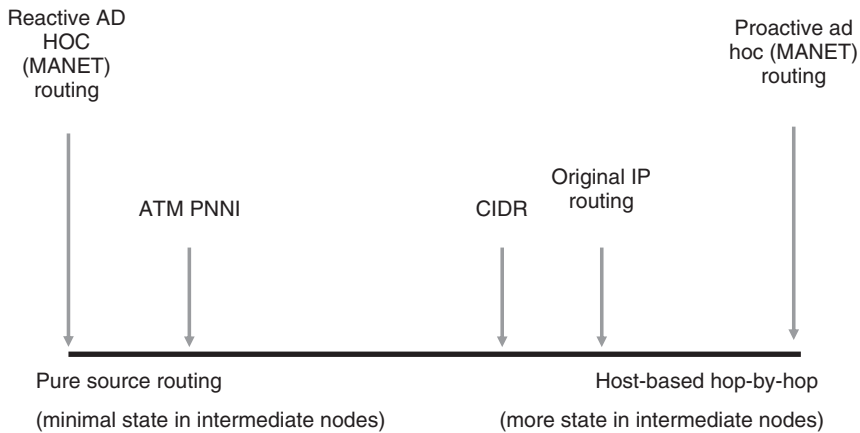 Reactive AD
HOC
(MANET)
routing
Proactive ad
hoc (MANET)
routing
ATM PNNI
CIDR
Original IP
routing
Pure source routing
(minimal state in intermediate nodes)
Host-based hop-by-hop
(more state in intermediate nodes)